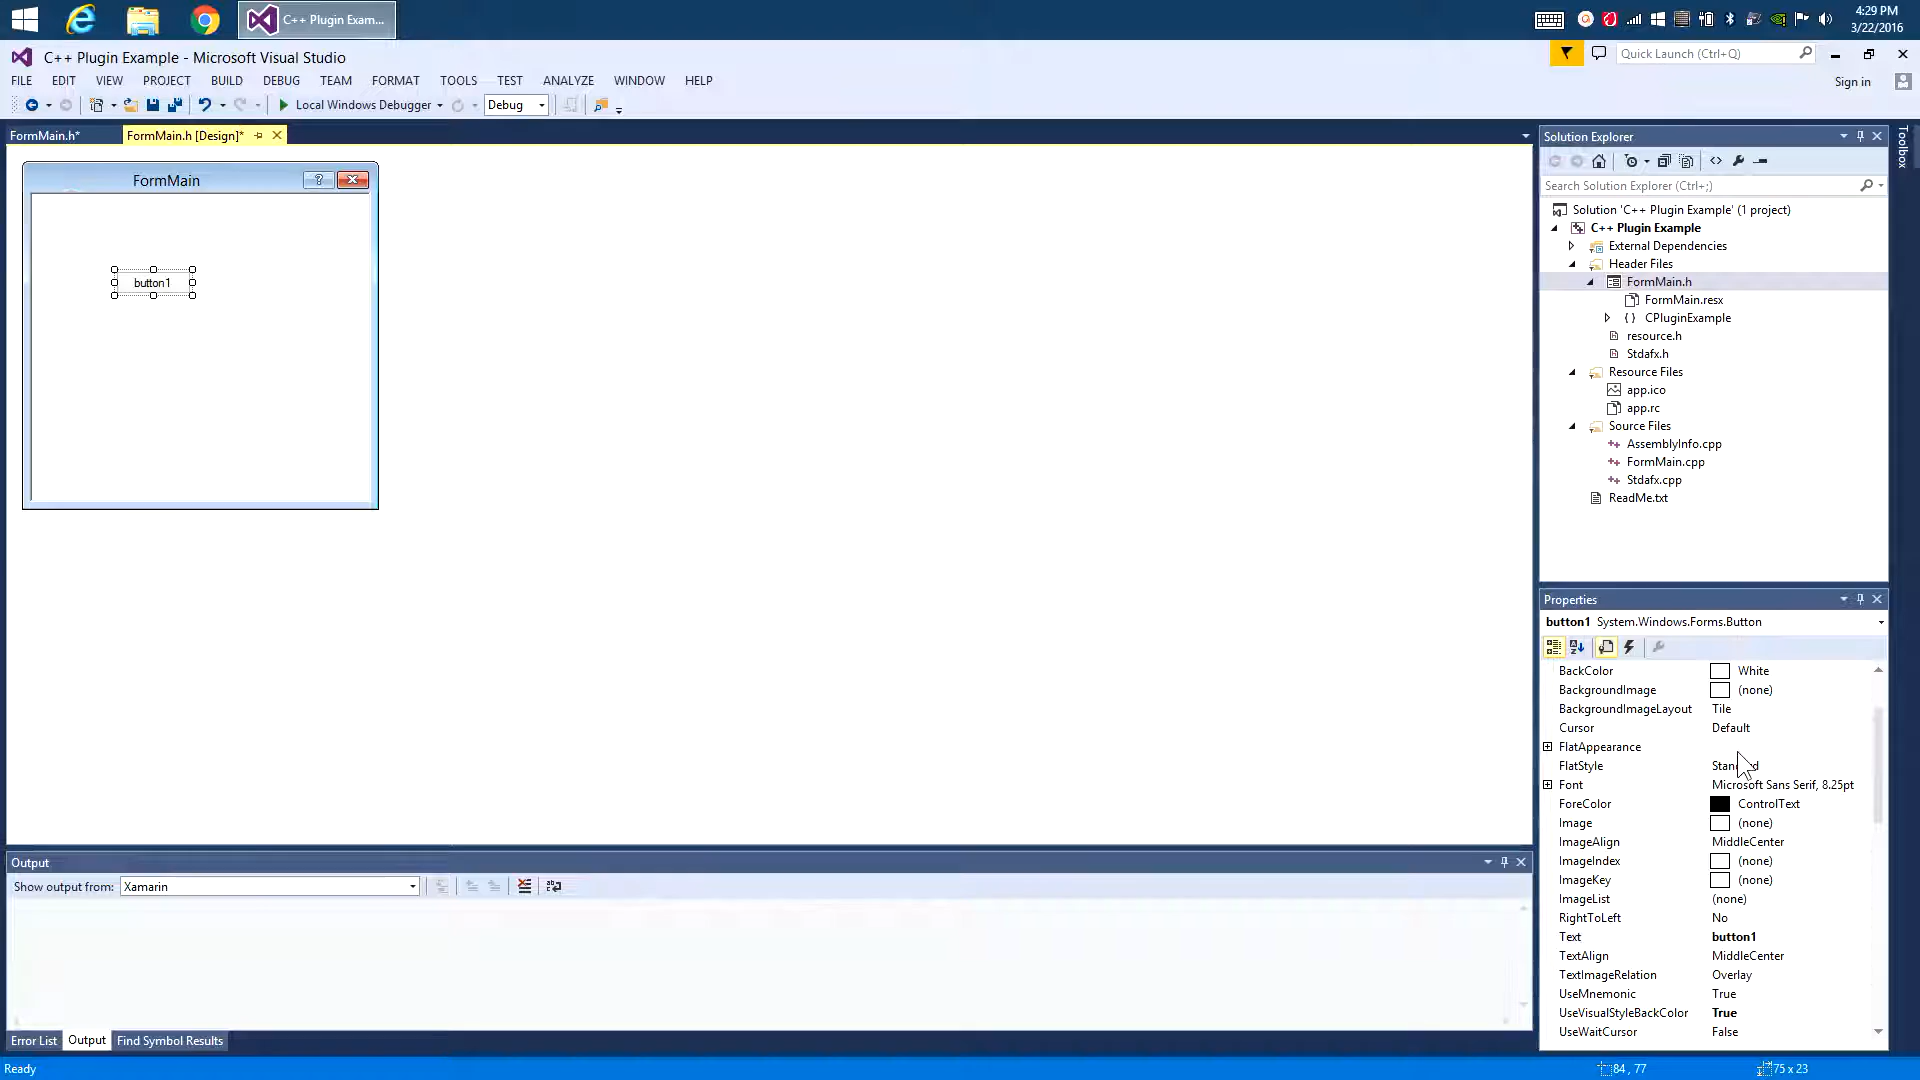 C++ Plugin Exam...
4:29 PM
3/22/2016
C++ Plugin Example - Microsoft Visual Studio
Quick Launch (Ctrl+Q)
FILE EDIT VIEW PROJECT BUILD DEBUG TEAM FORMAT TOOLS TEST ANALYZE WINDOW HELP
Sign in
Local Windows Debugger Debug
FormMain.h* FormMain.h [Design]*
FormMain ?
button1
Toolbox
Solution Explorer
Search Solution Explorer (Ctrl+;)
Solution 'C++ Plugin Example' (1 project)
C++ Plugin Example
External Dependencies
Header Files
FormMain.h
FormMain.resx
{ } CPluginExample
resource.h
Stdafx.h
Resource Files
app.ico
app.rc
Source Files
AssemblyInfo.cpp
FormMain.cpp
Stdafx.cpp
ReadMe.txt
Properties
button1 System.Windows.Forms.Button
BackColor White
BackgroundImage (none)
BackgroundImageLayout Tile
Cursor Default
FlatAppearance
FlatStyle
Font Microsoft Sans Serif, 8.25pt
ForeColor ControlText
Image (none)
ImageAlign MiddleCenter
ImageIndex (none)
ImageKey (none)
ImageList (none)
RightToLeft No
Text button1
TextAlign MiddleCenter
TextImageRelation Overlay
UseMnemonic True
UseVisualStyleBackColor True
UseWaitCursor False
Output
Show output from: Xamarin
Error List Output Find Symbol Results
Ready
84 , 77
75 x 23